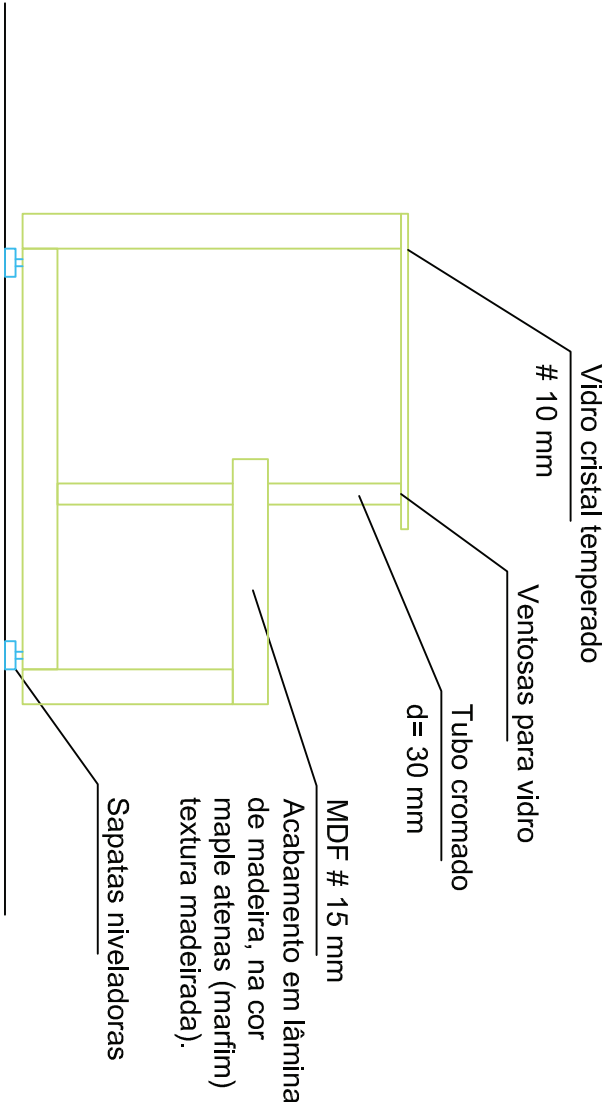 Vidro cristal temperado
# 10 mm
Ventosas para vidro
Tubo cromado
d= 30 mm
MDF # 15 mm
Acabamento em lâmina
de madeira, na cor
maple atenas (marfim)
textura madeirada).
Sapatas niveladoras